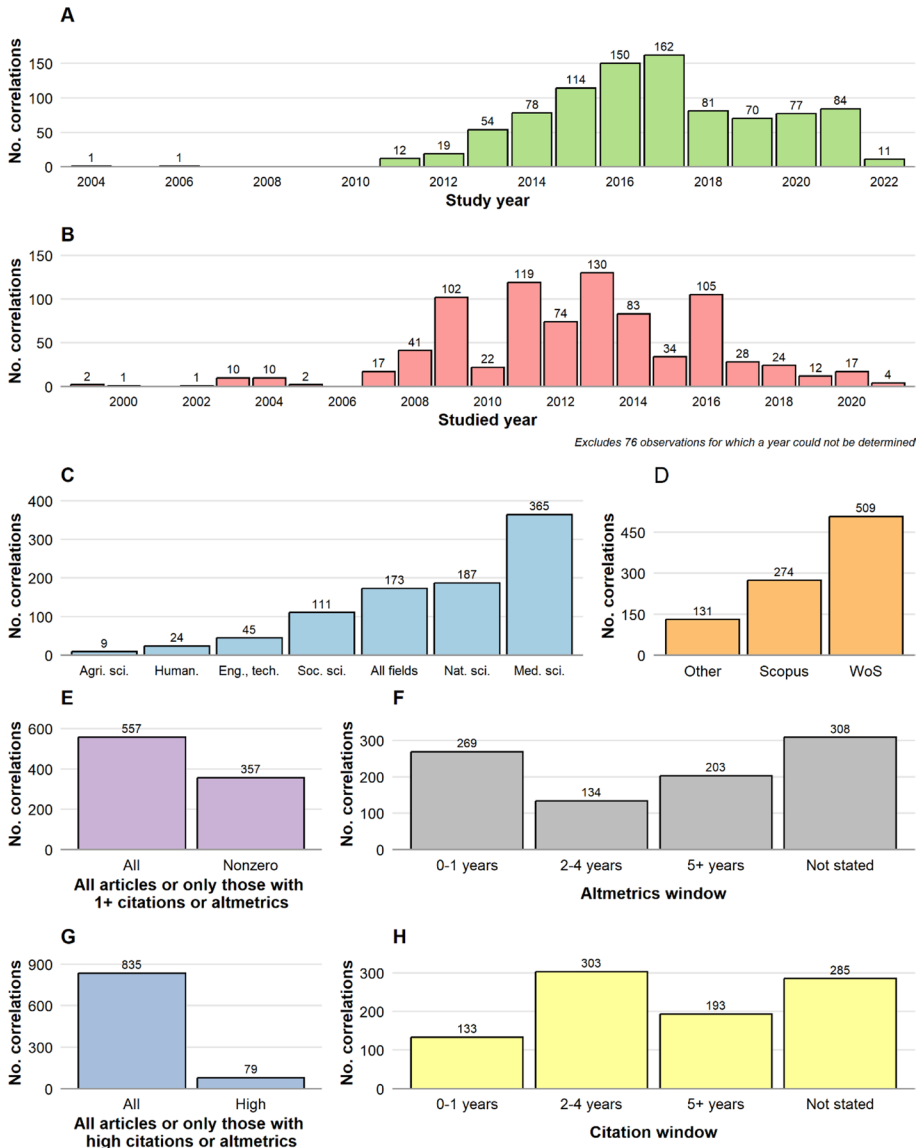 A
No. correlations
150
100
50
0
1
1
12
19
54
78
114
150
162
81
70
77
84
11
2004
2006
2008
2010
2012
2014
2016
2018
2020
2022
Study year
B
No. correlations
150
100
50
0
2
1
1
10
10
2
17
41
102
22
119
74
130
83
34
105
28
24
12
17
4
2000
2002
2004
2006
2008
2010
2012
2014
2016
2018
2020
Studied year
Excludes 76 observations for which a year could not be determined
C
No. correlations
400
300
200
100
0
9
24
45
111
173
187
365
Agri. sci.
Human.
Eng., tech.
Soc. sci.
All fields
Nat. sci.
Med. sci.
D
No. correlations
450
300
150
0
131
274
509
Other
Scopus
WoS
E
No. correlations
600
400
200
0
557
357
All
Nonzero
All articles or only those with
1+ citations or altmetrics
F
No. correlations
300
200
100
0
269
134
203
308
0-1 years
2-4 years
5+ years
Not stated
Altmetrics window
G
No. correlations
900
600
300
0
835
79
All
High
All articles or only those with
high citations or altmetrics
H
No. correlations
300
200
100
0
133
303
193
285
0-1 years
2-4 years
5+ years
Not stated
Citation window